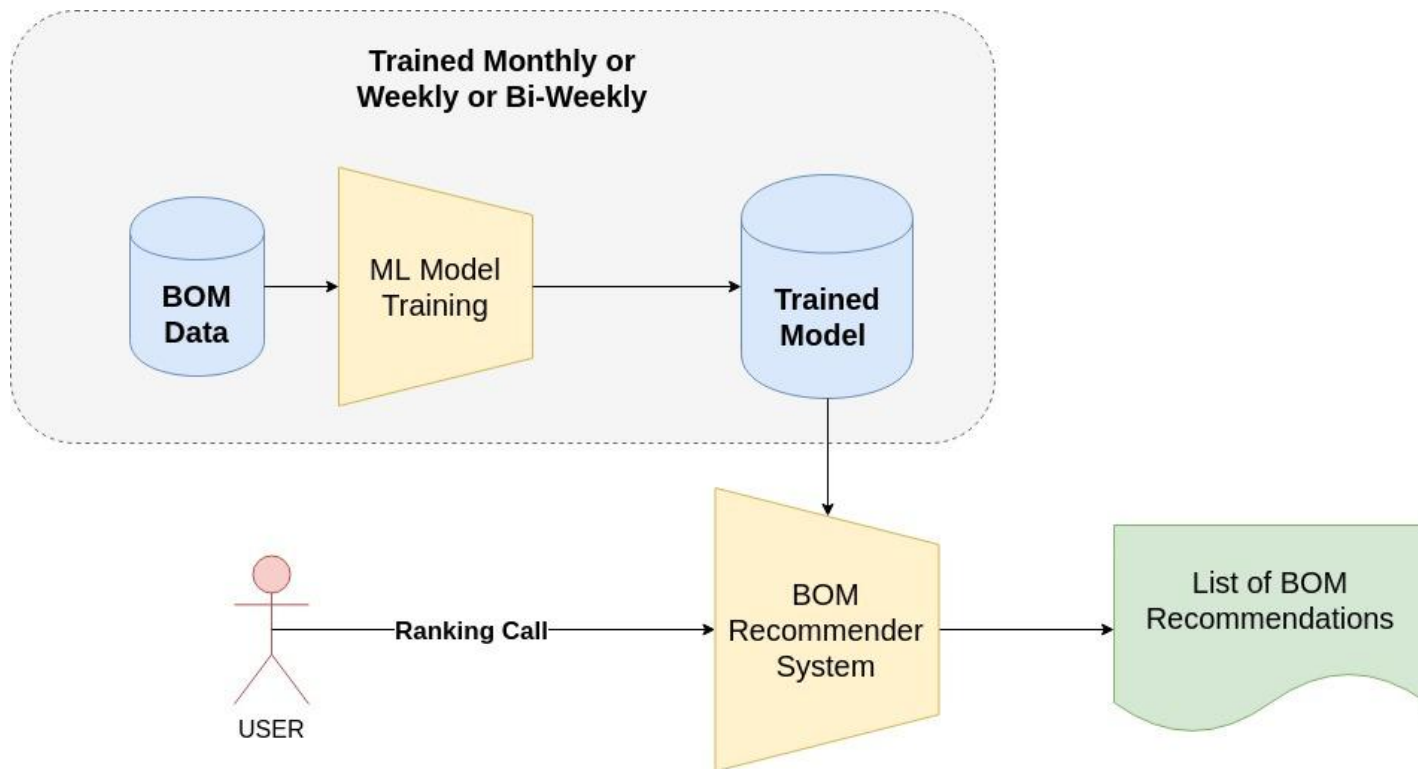 Trained Monthly or
Weekly or Bi-Weekly
BOM
Data
ML Model
Training
Trained
Model
USER
Ranking Call
BOM
Recommender
System
List of BOM
Recommendations